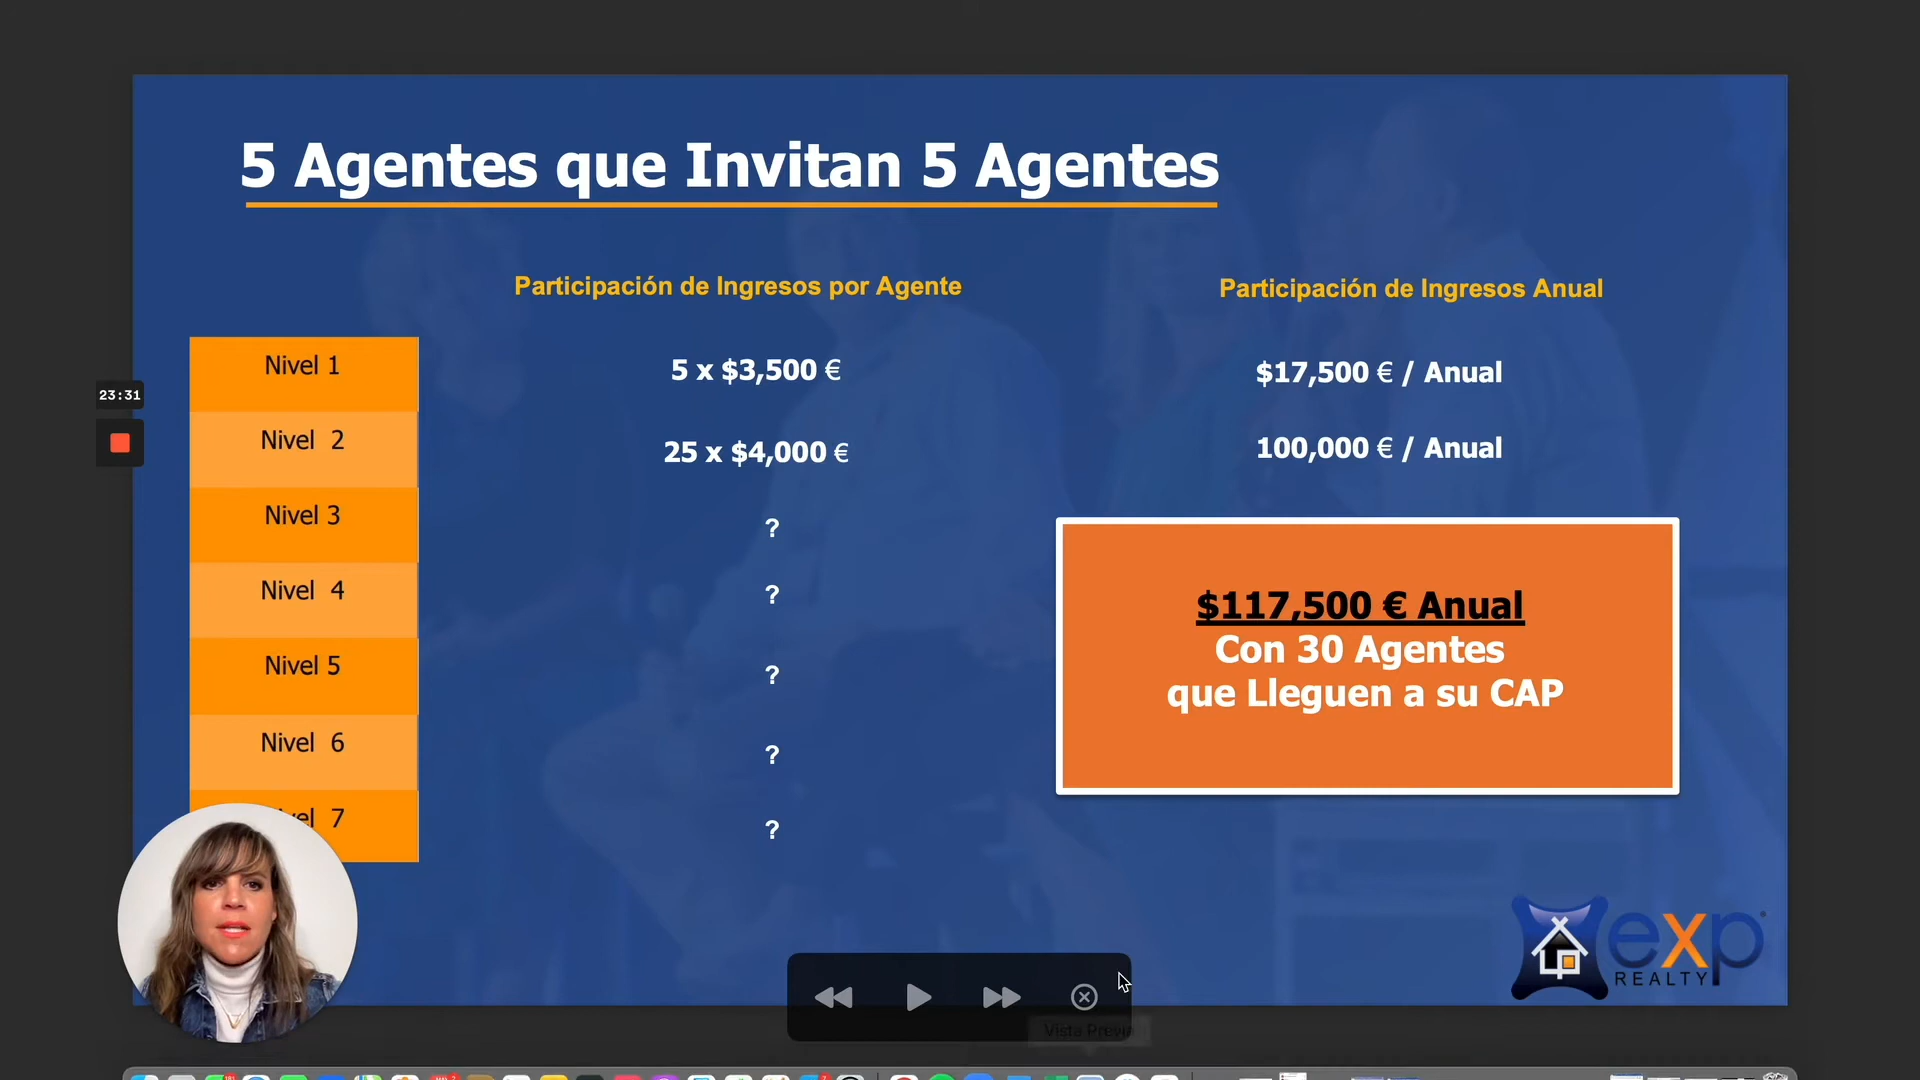 5 Agentes que Invitan 5 Agentes
Participación de Ingresos por Agente
Participación de Ingresos Anual
Nivel 1
5 x $3,500 €
$17,500 € / Anual
23:31
Nivel 2
25 x $4,000 €
100,000 € / Anual
Nivel 3
?
Nivel 4
?
$117,500 € Anual
Con 30 Agentes
que Lleguen a su CAP
Nivel 5
?
Nivel 6
?
7
?
exp
REALTY